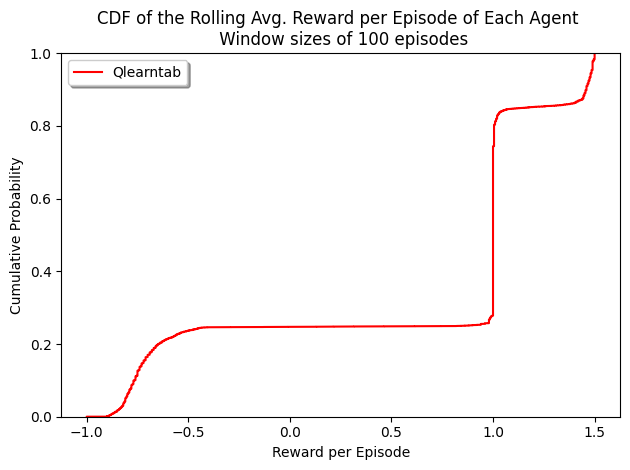 CDF of the Rolling Avg. Reward per Episode of Each Agent
Window sizes of 100 episodes
Qlearntab
1.0
0.8
0.6
0.4
0.2
0.0
Cumulative Probability
−1.0
−0.5
0.0
0.5
1.0
1.5
Reward per Episode